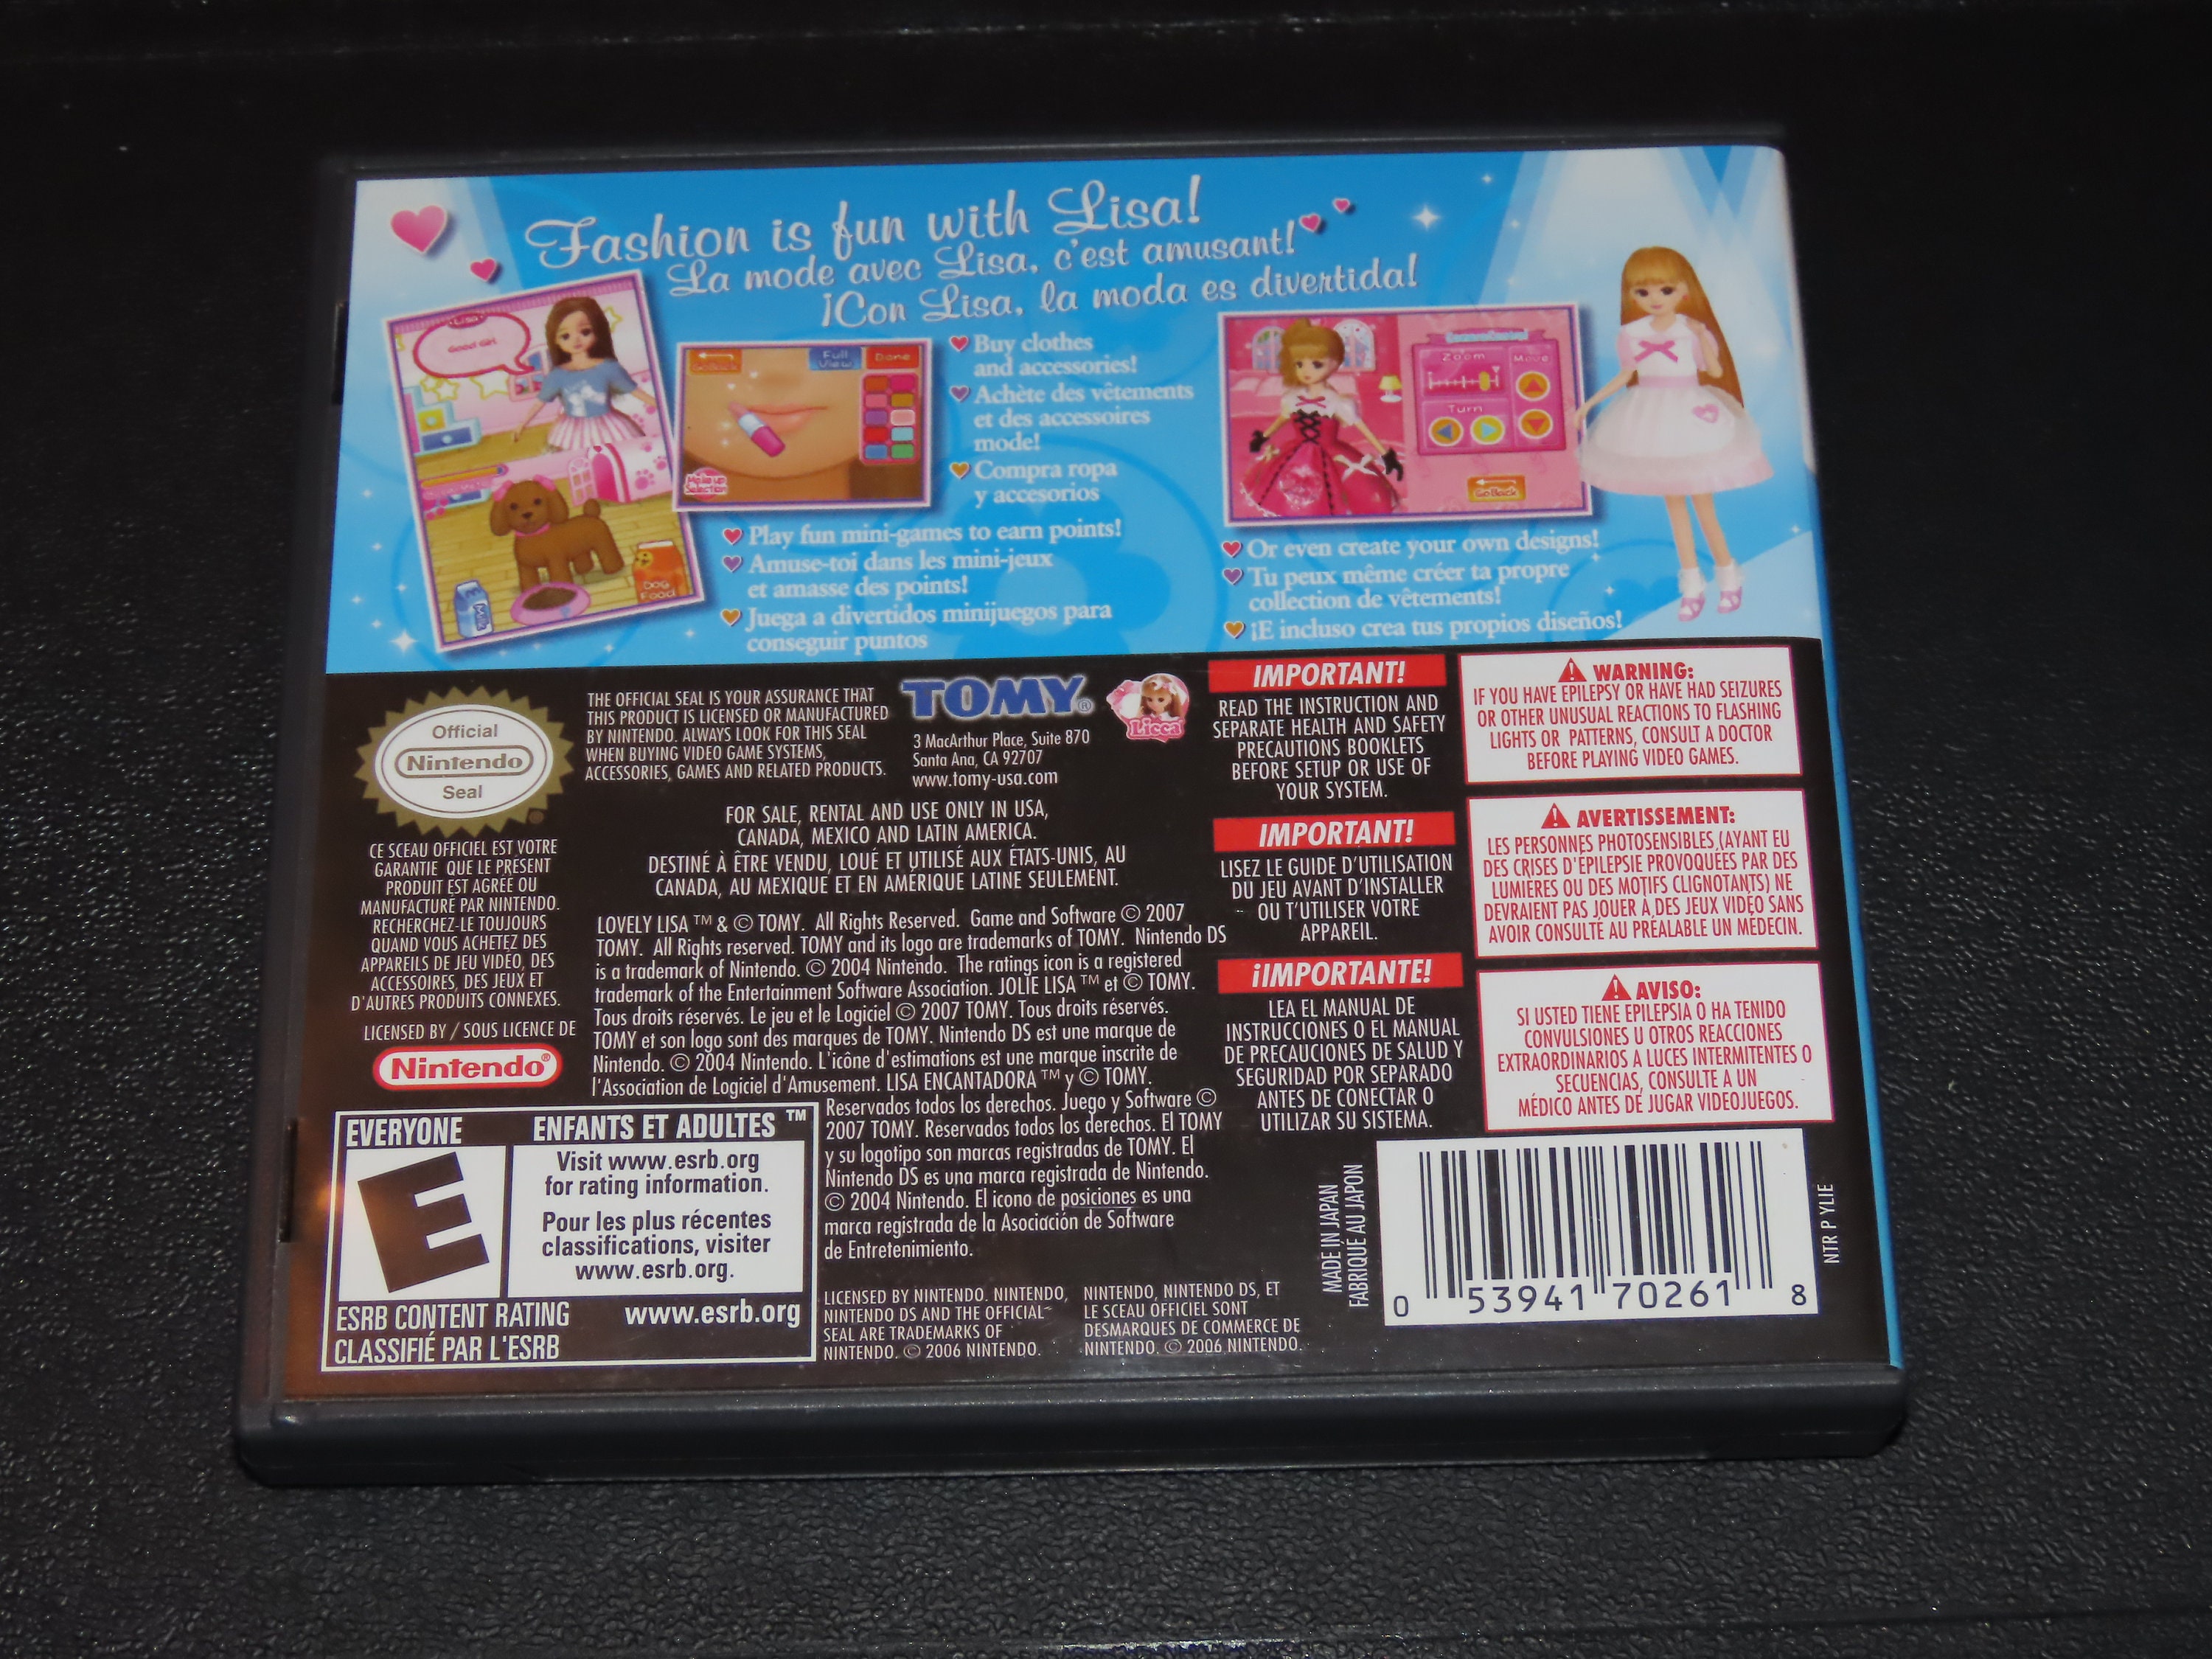 Fashion is fun with Lisa!
La mode avec Lisa, c'est amusant!
¡Con Lisa, la moda es divertida!
Lisa
Good Girl
Milk
DOG
FOOD
Go Back
Full
View
Done
Make up
Selection
Buy clothes
and accessories!
Achète des vêtements
et des accessoires
mode!
Compra ropa
y accesorios
Play fun mini-games to earn points!
Amuse-toi dans les mini-jeux
et amasse des points!
Juega a divertidos minijuegos para
conseguir puntos
Zoom
Move
Turn
Go Back
Or even create your own designs!
Tu peux même créer ta propre
collection de vêtements!
¡E incluso crea tus propios diseños!
Official
Nintendo
Seal
THE OFFICIAL SEAL IS YOUR ASSURANCE THAT
THIS PRODUCT IS LICENSED OR MANUFACTURED
BY NINTENDO. ALWAYS LOOK FOR THIS SEAL
WHEN BUYING VIDEO GAME SYSTEMS,
ACCESSORIES, GAMES AND RELATED PRODUCTS.
TOMY®
Licca
3 MacArthur Place, Suite 870
Santa Ana, CA 92707
www.tomy-usa.com
FOR SALE, RENTAL AND USE ONLY IN USA,
CANADA, MEXICO AND LATIN AMERICA.
DESTINÉ À ÊTRE VENDU, LOUÉ ET UTILISÉ AUX ÉTATS-UNIS, AU
CANADA, AU MEXIQUE ET EN AMÉRIQUE LATINE SEULEMENT.
CE SCEAU OFFICIEL EST VOTRE
GARANTIE QUE LE PRÉSENT
PRODUIT EST AGRÉÉ OU
MANUFACTURÉ PAR NINTENDO.
RECHERCHEZ-LE TOUJOURS
QUAND VOUS ACHETEZ DES
APPAREILS DE JEU VIDÉO, DES
ACCESSOIRES, DES JEUX ET
D'AUTRES PRODUITS CONNEXES.
LICENSED BY / SOUS LICENCE DE
Nintendo®
LOVELY LISA ™ & © TOMY. All Rights Reserved. Game and Software © 2007
TOMY. All Rights reserved. TOMY and its logo are trademarks of TOMY. Nintendo DS
is a trademark of Nintendo. © 2004 Nintendo. The ratings icon is a registered
trademark of the Entertainment Software Association. JOLIE LISA ™ et © TOMY.
Tous droits réservés. Le jeu et le Logiciel © 2007 TOMY. Tous droits réservés.
TOMY et son logo sont des marques de TOMY. Nintendo DS est une marque de
Nintendo. © 2004 Nintendo. L'icône d'estimations est une marque inscrite de
l'Association de Logiciel d'Amusement. LISA ENCANTADORA ™ y © TOMY.
Reservados todos los derechos. Juego y Software ©
2007 TOMY. Reservados todos los derechos. El TOMY
y su logotipo son marcas registradas de TOMY. El
Nintendo DS es una marca registrada de Nintendo.
© 2004 Nintendo. El icono de posiciones es una
marca registrada de la Asociación de Software
de Entretenimiento.
IMPORTANT!
READ THE INSTRUCTION AND
SEPARATE HEALTH AND SAFETY
PRECAUTIONS BOOKLETS
BEFORE SETUP OR USE OF
YOUR SYSTEM.
IMPORTANT!
LISEZ LE GUIDE D'UTILISATION
DU JEU AVANT D'INSTALLER
OU T'UTILISER VOTRE
APPAREIL.
¡IMPORTANTE!
LEA EL MANUAL DE
INSTRUCCIONES O EL MANUAL
DE PRECAUCIONES DE SALUD Y
SEGURIDAD POR SEPARADO
ANTES DE CONECTAR O
UTILIZAR SU SISTEMA.
WARNING:
IF YOU HAVE EPILEPSY OR HAVE HAD SEIZURES
OR OTHER UNUSUAL REACTIONS TO FLASHING
LIGHTS OR PATTERNS, CONSULT A DOCTOR
BEFORE PLAYING VIDEO GAMES.
AVERTISSEMENT:
LES PERSONNES PHOTOSENSIBLES (AYANT EU
DES CRISES D'ÉPILEPSIE PROVOQUÉES PAR DES
LUMIÈRES OU DES MOTIFS CLIGNOTANTS) NE
DEVRAIENT PAS JOUER À DES JEUX VIDÉO SANS
AVOIR CONSULTÉ AU PRÉALABLE UN MÉDECIN.
AVISO:
SI USTED TIENE EPILEPSIA O HA TENIDO
CONVULSIONES U OTROS REACCIONES
EXTRAORDINARIOS A LUCES INTERMITENTES O
SECUENCIAS, CONSULTE A UN
MÉDICO ANTES DE JUGAR VIDEOJUEGOS.
EVERYONE ENFANTS ET ADULTES ™
E
Visit www.esrb.org
for rating information.
Pour les plus récentes
classifications, visiter
www.esrb.org.
ESRB CONTENT RATING www.esrb.org
CLASSIFIÉ PAR L'ESRB
LICENSED BY NINTENDO. NINTENDO,
NINTENDO DS AND THE OFFICIAL
SEAL ARE TRADEMARKS OF
NINTENDO. © 2006 NINTENDO.
NINTENDO, NINTENDO DS, ET
LE SCEAU OFFICIEL SONT
DESMARQUES DE COMMERCE DE
NINTENDO. © 2006 NINTENDO.
MADE IN JAPAN
FABRIQUÉ AU JAPON
0 53941 70261 8
NTR P YLIE